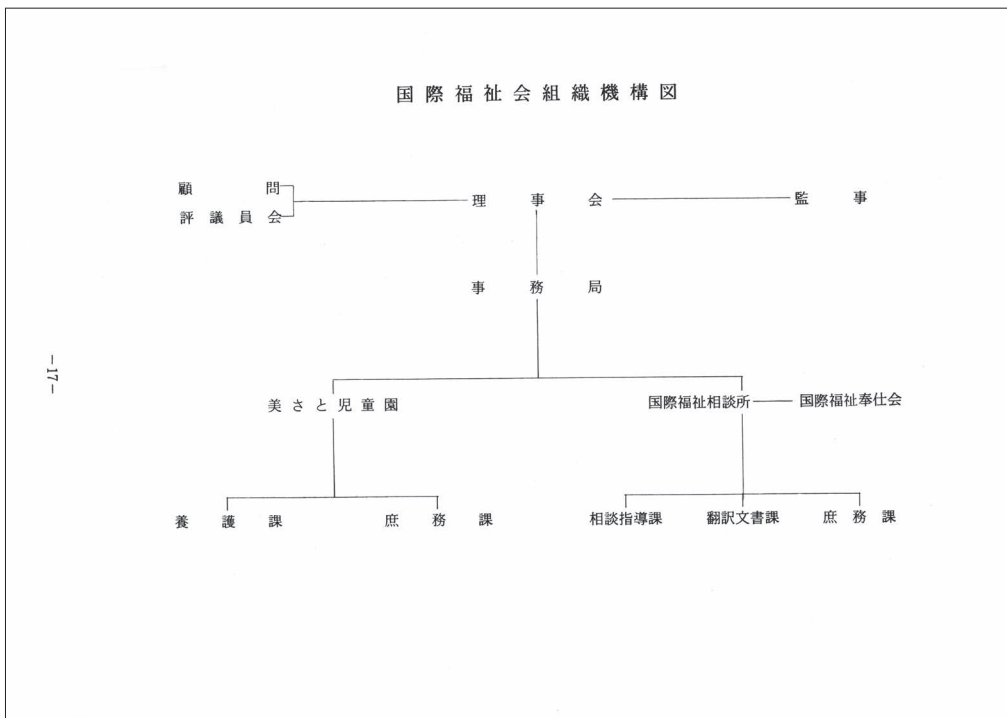 国際福祉会組織機構図
顧問
評議員会
理事会
監事
事務局
美さと児童園
国際福祉相談所
国際福祉奉仕会
養護課
庶務課
相談指導課
翻訳文書課
庶務課
-17-